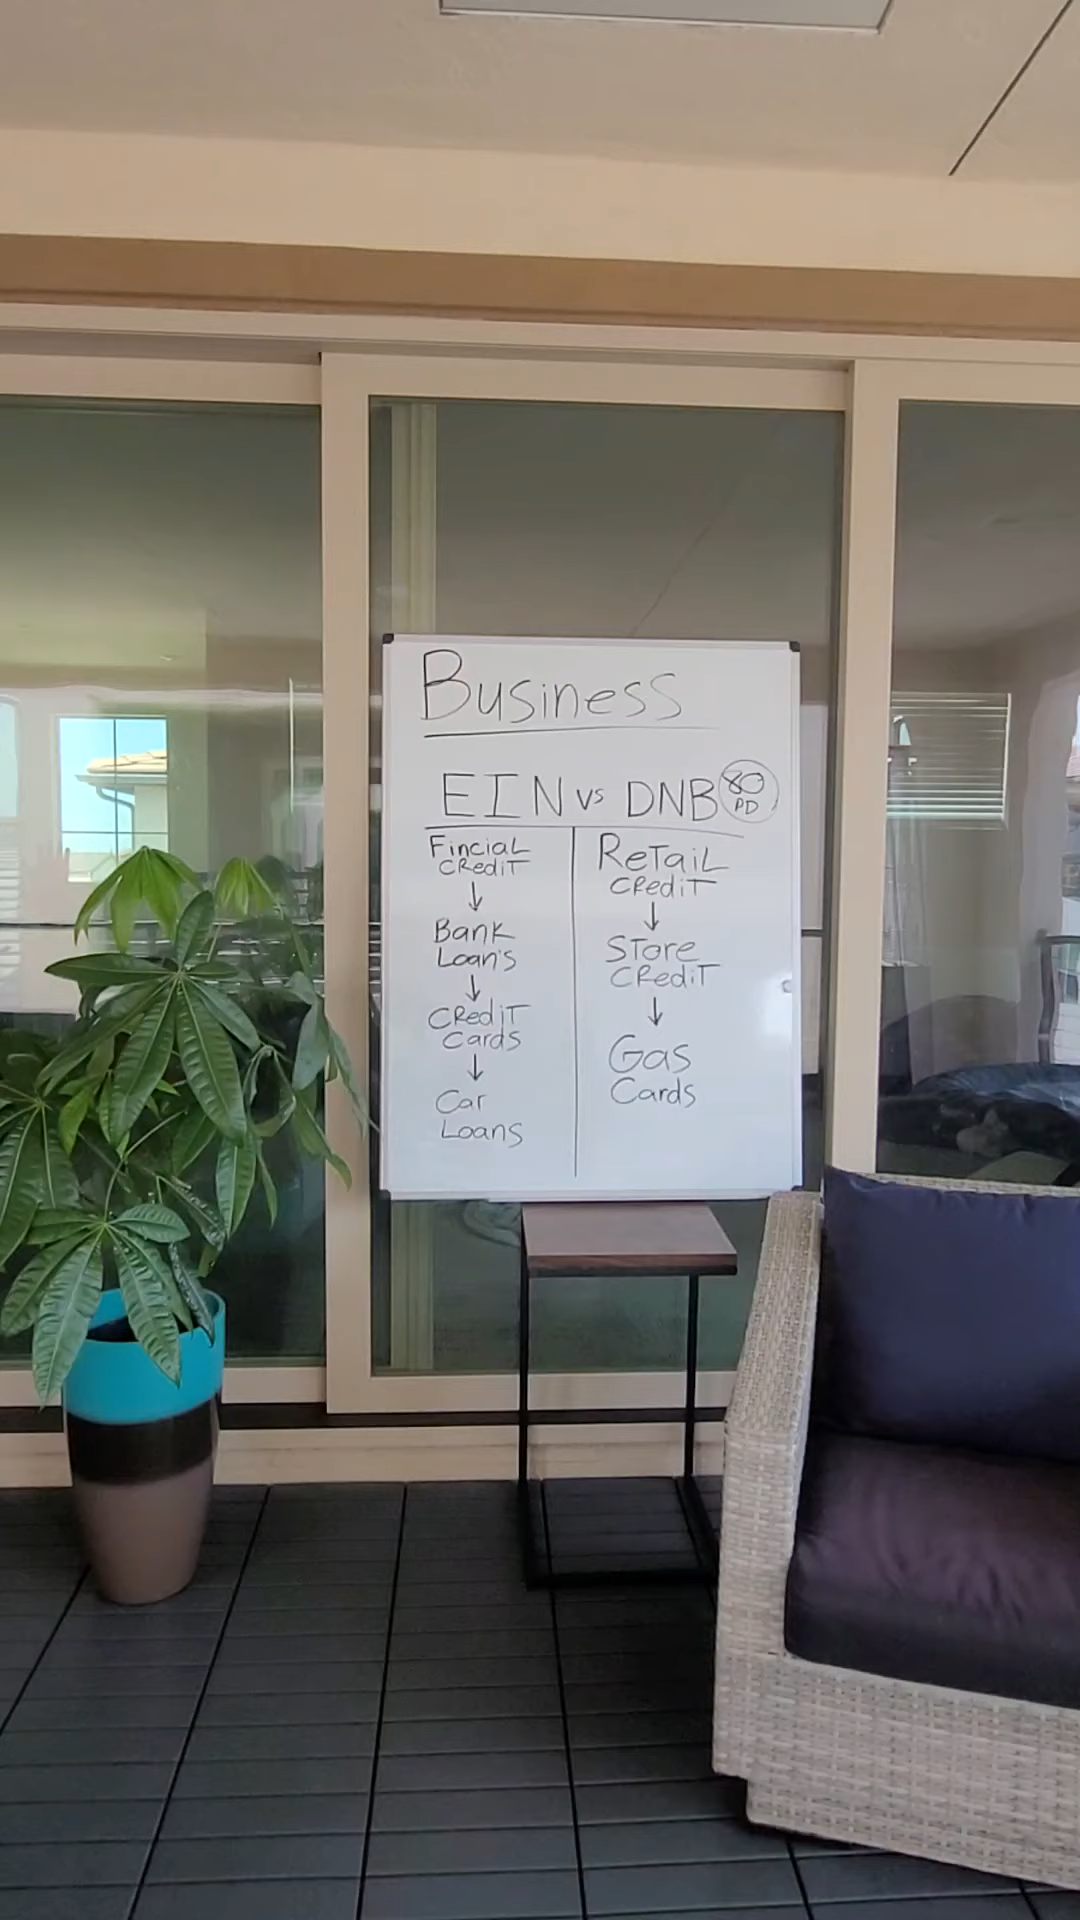 Business
EIN vs DNB 80 PD
Fincial
Credit
Bank
Loan's
Credit
Cards
Car
Loans
Retail
Credit
Store
Credit
Gas
Cards